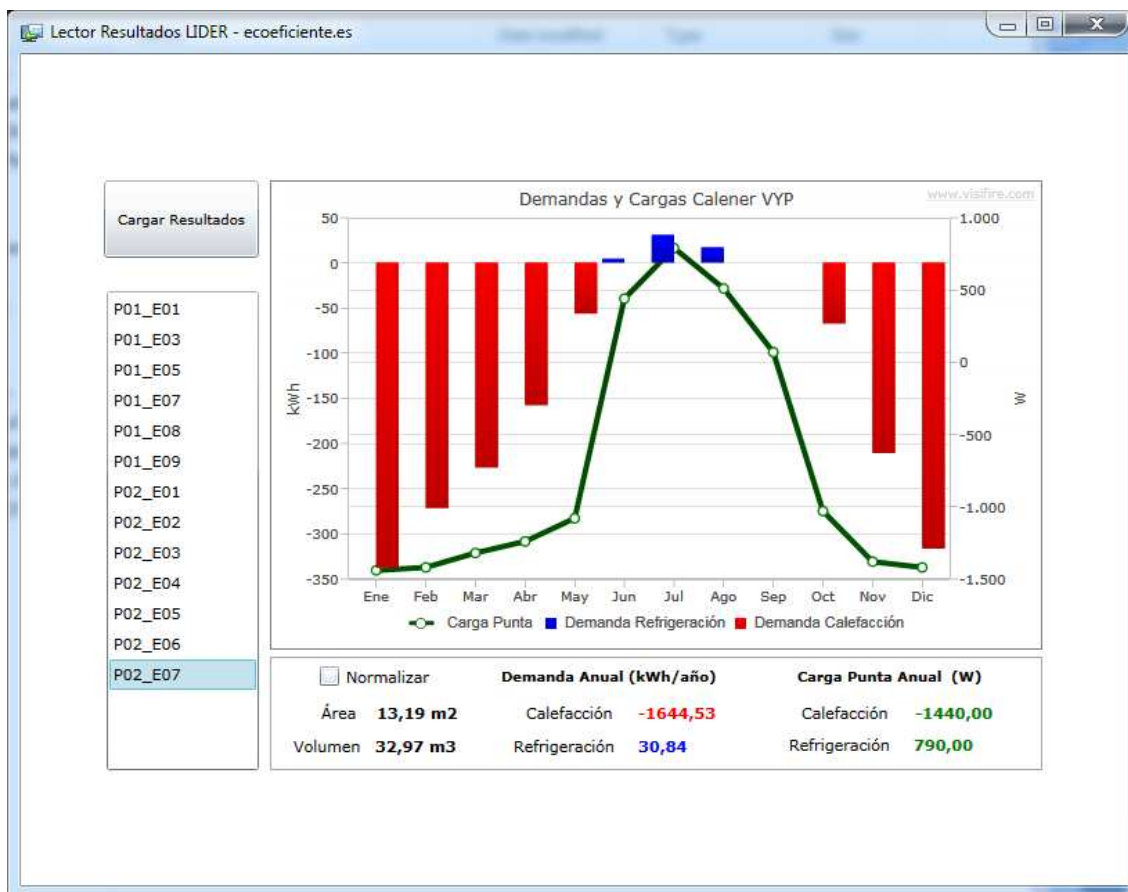 Lector Resultados LIDER - ecoeficiente.es
Cargar Resultados
P01_E01
P01_E03
P01_E05
P01_E07
P01_E08
P01_E09
P02_E01
P02_E02
P02_E03
P02_E04
P02_E05
P02_E06
P02_E07
Demandas y Cargas Calener VYP
www.visifire.com
kWh
50
0
-50
-100
-150
-200
-250
-300
-350
1.000
500
0
-500
-1.000
-1.500
W
Ene Feb Mar Abr May Jun Jul Ago Sep Oct Nov Dic
Carga Punta Demanda Refrigeración Demanda Calefacción
Normalizar Demanda Anual (kWh/año) Carga Punta Anual (W)
Área 13,19 m2 Calefacción -1644,53 Calefacción -1440,00
Volumen 32,97 m3 Refrigeración 30,84 Refrigeración 790,00